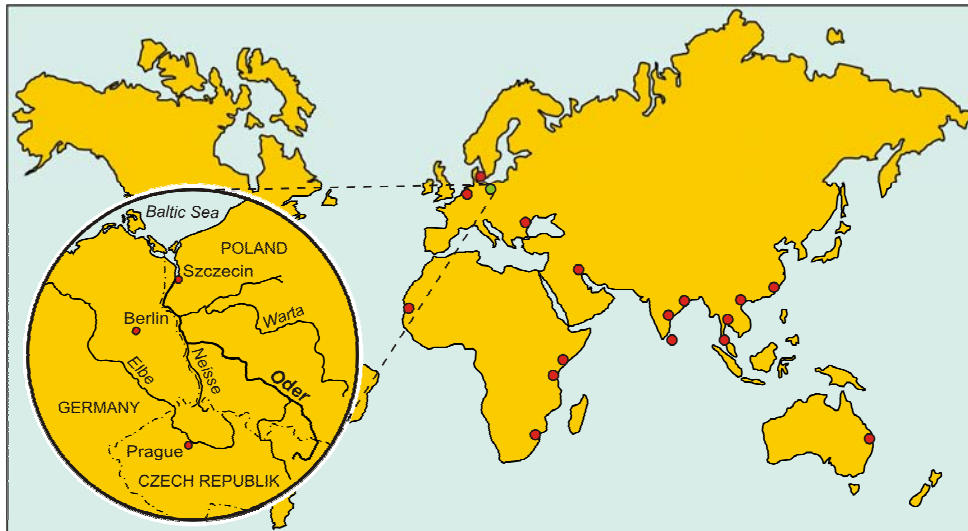 Baltic Sea
POLAND
Szczecin
Berlin
Warta
Elbe
Neisse
Oder
GERMANY
Prague
CZECH REPUBLIK